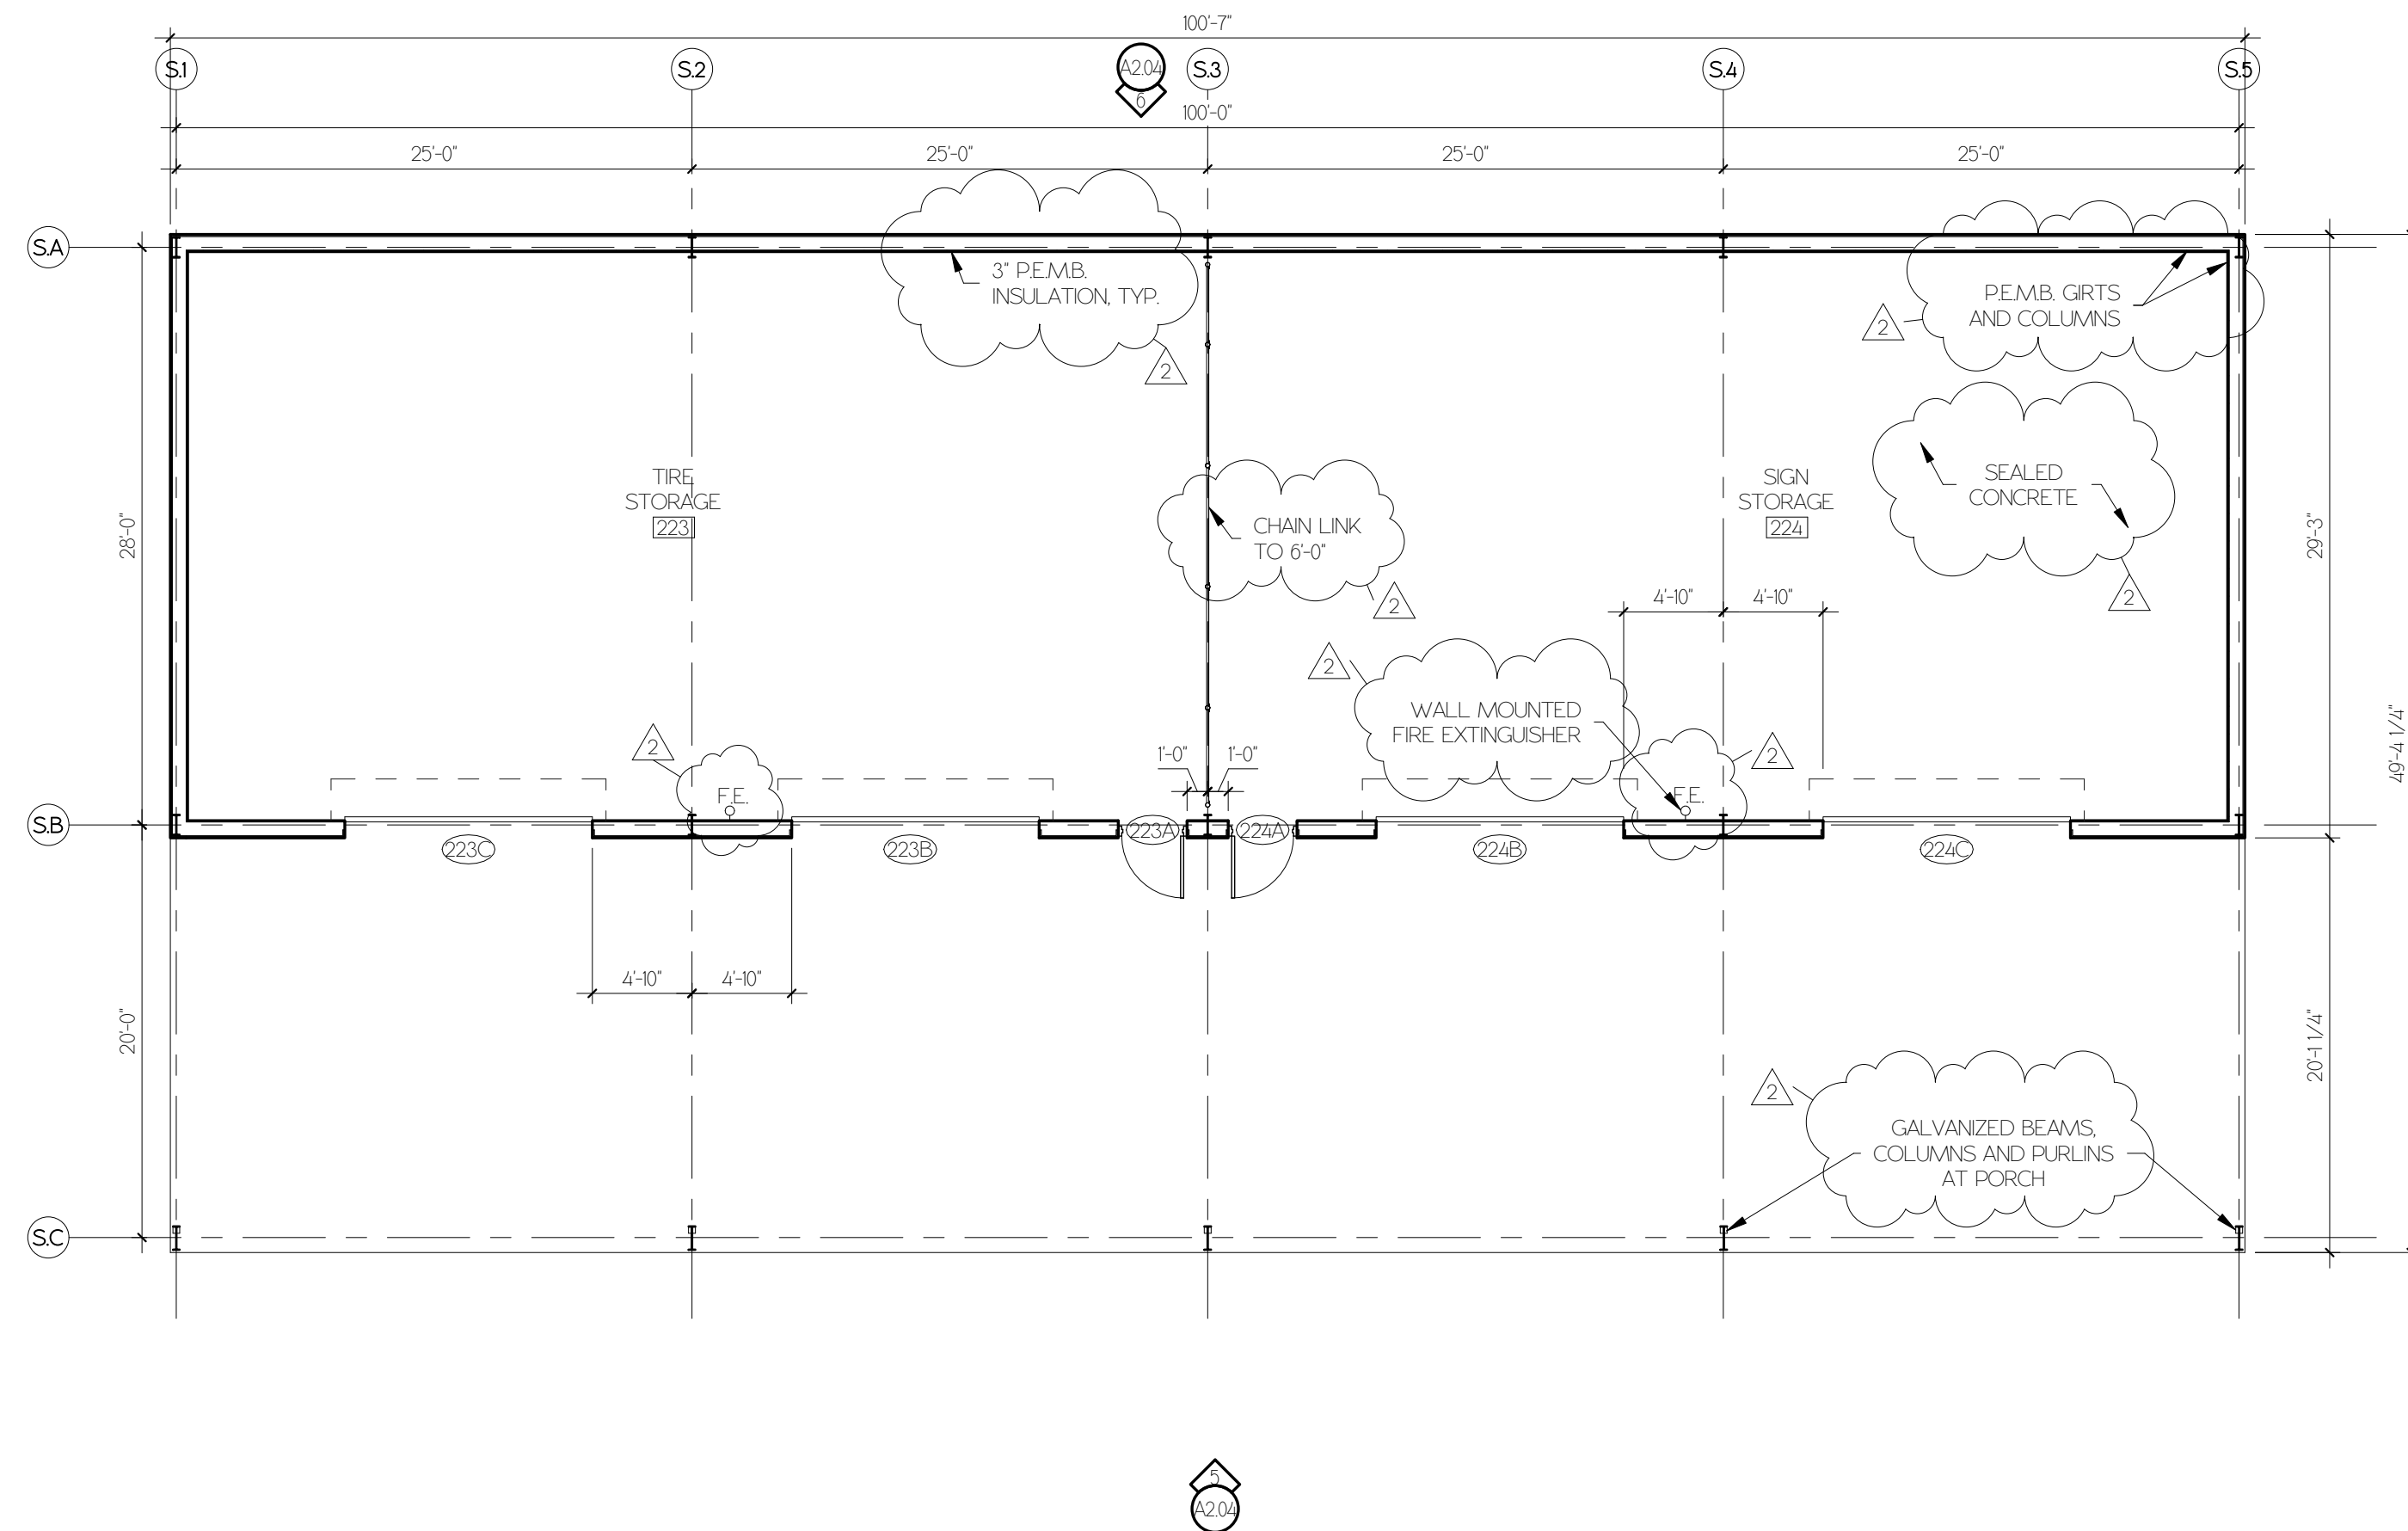 100'-7"
S.1
S.2
A2.04
6
S.3
S.4
S.5
100'-0"
25'-0"
25'-0"
25'-0"
25'-0"
S.A
3" P.E.M.B.
INSULATION, TYP.
2
P.E.M.B. GIRTS
AND COLUMNS
2
TIRE
STORAGE
223
CHAIN LINK
TO 6'-0"
2
SIGN
STORAGE
224
SEALED
CONCRETE
2
28'-0"
29'-3"
4'-10"
4'-10"
2
WALL MOUNTED
FIRE EXTINGUISHER
2
F.E.
1'-0"
1'-0"
2
F.E.
49'-4 1/4"
S.B
223C
223B
223A
224A
224B
224C
4'-10"
4'-10"
20'-0"
20'-1 1/4"
2
GALVANIZED BEAMS,
COLUMNS AND PURLINS
AT PORCH
S.C
5
A2.04